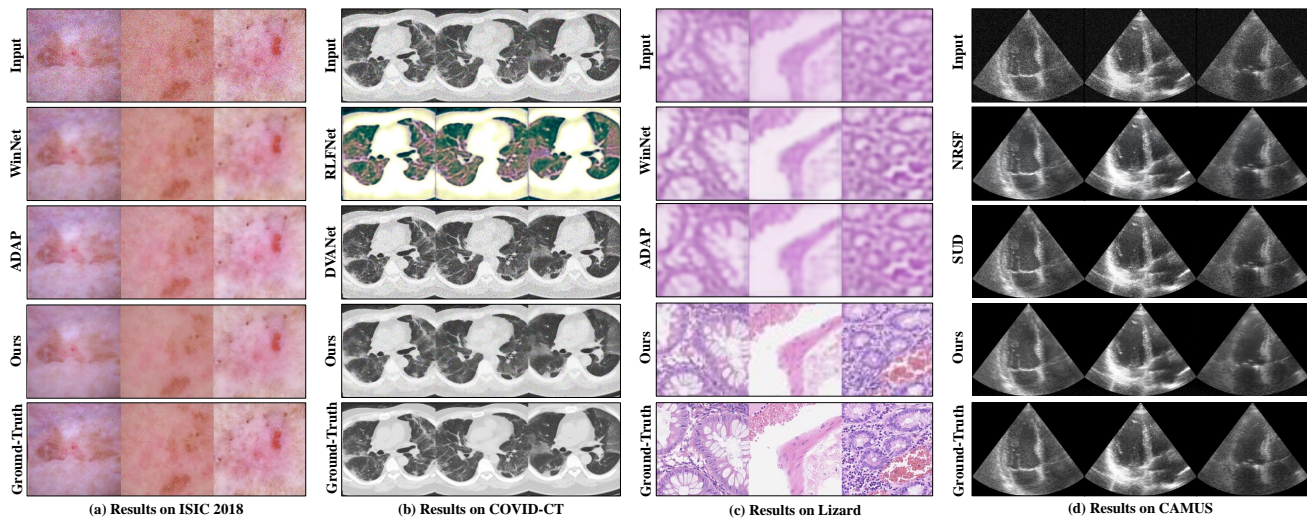 Input
WinNet
ADAP
Ours
Ground-Truth
(a) Results on ISIC 2018
Input
RLFNet
DVANet
Ours
Ground-Truth
(b) Results on COVID-CT
Input
WinNet
ADAP
Ours
Ground-Truth
(c) Results on Lizard
Input
NRSF
SUD
Ours
Ground-Truth
(d) Results on CAMUS